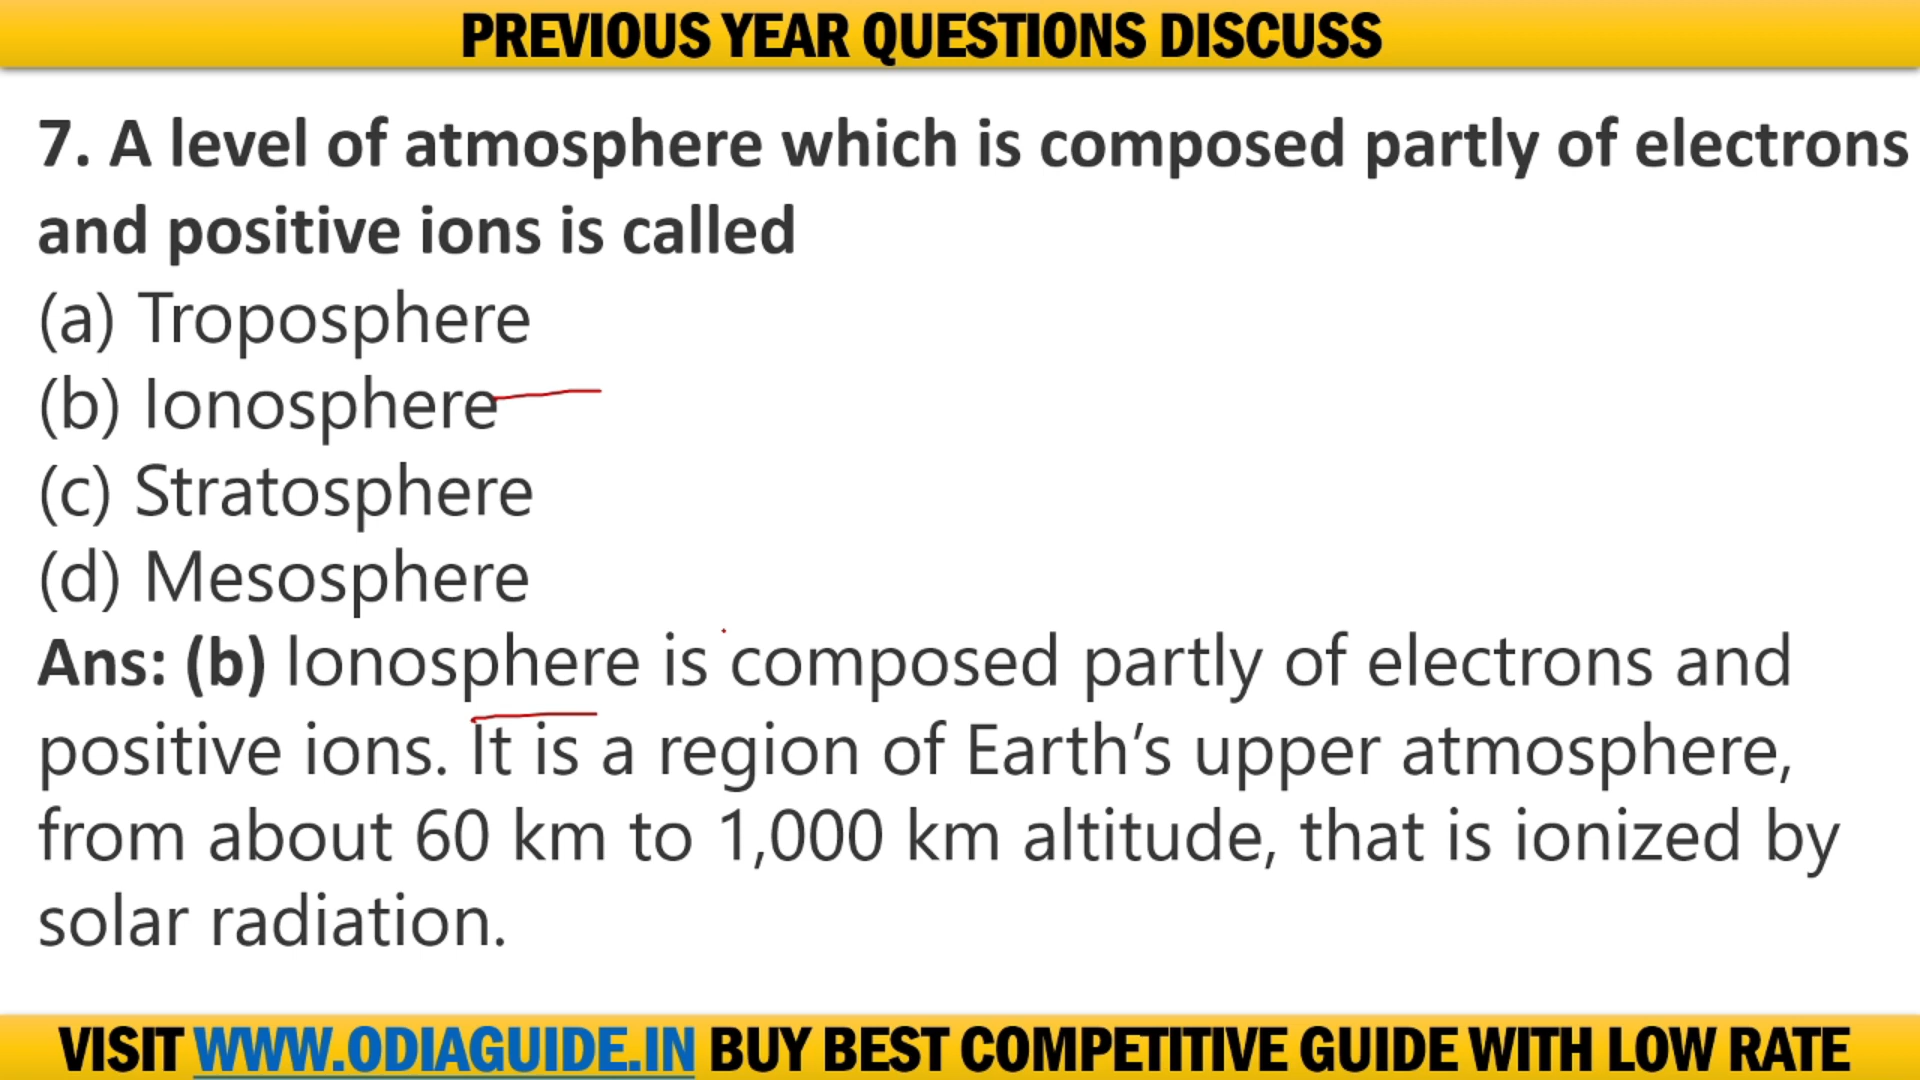 PREVIOUS YEAR QUESTIONS DISCUSS
7. A level of atmosphere which is composed partly of electrons
and positive ions is called
(a) Troposphere
(b) Ionosphere
(c) Stratosphere
(d) Mesosphere
Ans: (b) Ionosphere is composed partly of electrons and
positive ions. It is a region of Earth’s upper atmosphere,
from about 60 km to 1,000 km altitude, that is ionized by
solar radiation.
VISIT WWW.ODIAGUIDE.IN BUY BEST COMPETITIVE GUIDE WITH LOW RATE